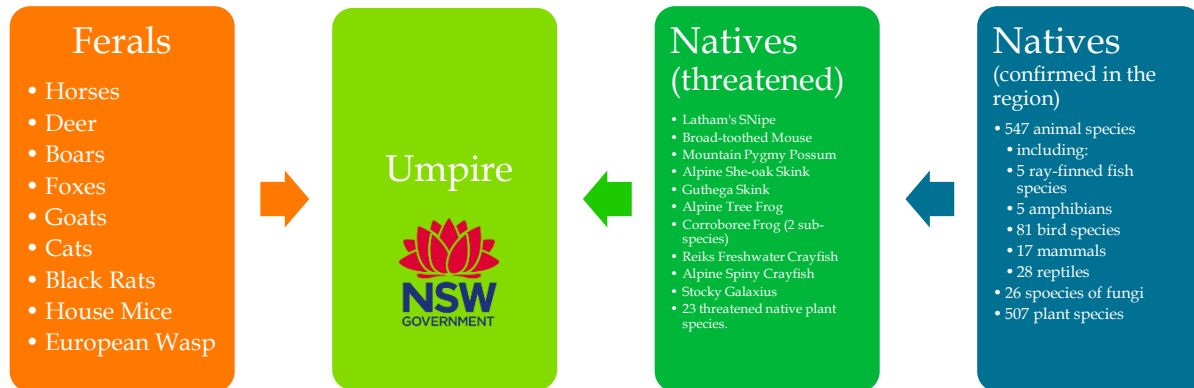 Ferals
• Horses
• Deer
• Boars
• Foxes
• Goats
• Cats
• Black Rats
• House Mice
• European Wasp
Umpire
NSW
GOVERNMENT
Natives
(threatened)
• Latham's SNipe
• Broad-toothed Mouse
• Mountain Pygmy Possum
• Alpine She-oak Skink
• Guthega Skink
• Alpine Tree Frog
• Corroboree Frog (2 sub-
species)
• Reiks Freshwater Crayfish
• Alpine Spiny Crayfish
• Stocky Galaxius
• 23 threatened native plant
species.
Natives
(confirmed in the
region)
• 547 animal species
• including:
• 5 ray-finned fish
species
• 5 amphibians
• 81 bird species
• 17 mammals
• 28 reptiles
• 26 spoecies of fungi
• 507 plant species